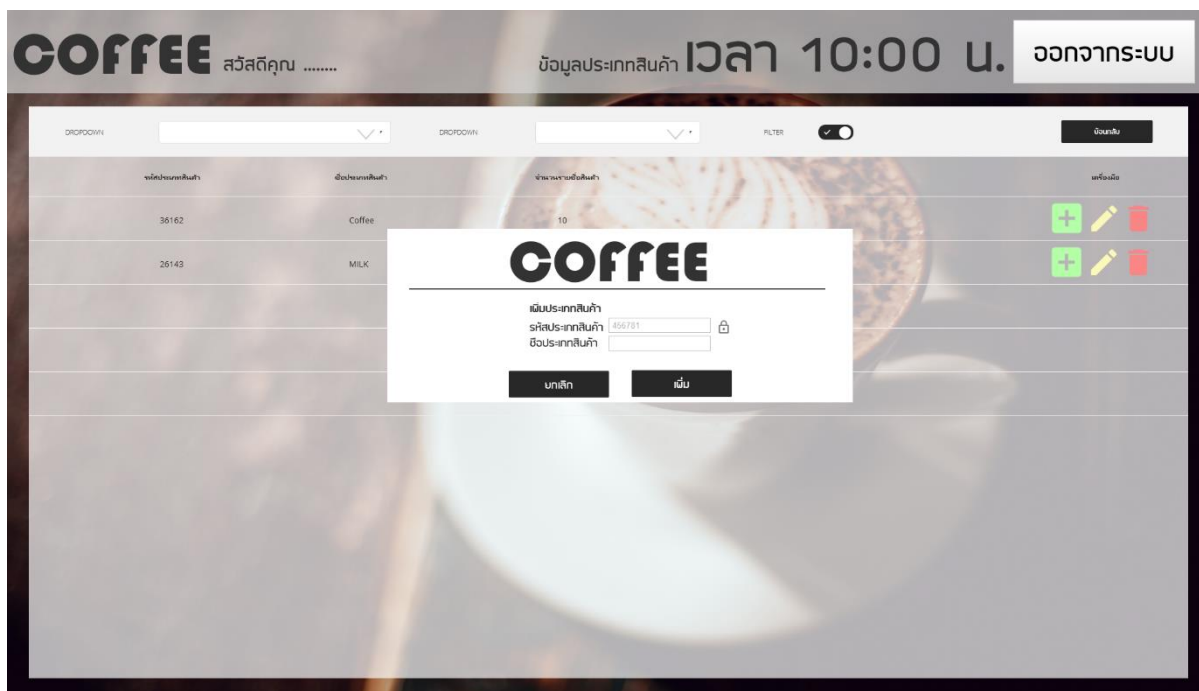 COFFEE สวัสดีคุณ ........ ข้อมูลประเภทสินค้า เวลา 10:00 น. ออกจากระบบ
DROPDOWN DROPDOWN FILTER ย้อนกลับ
รหัสประเภทสินค้า ชื่อประเภทสินค้า จำนวนรายชื่อสินค้า เครื่องมือ
36162 Coffee 10
26143 MILK
COFFEE
เพิ่มประเภทสินค้า
รหัสประเภทสินค้า 456781
ชื่อประเภทสินค้า
ยกเลิก เพิ่ม